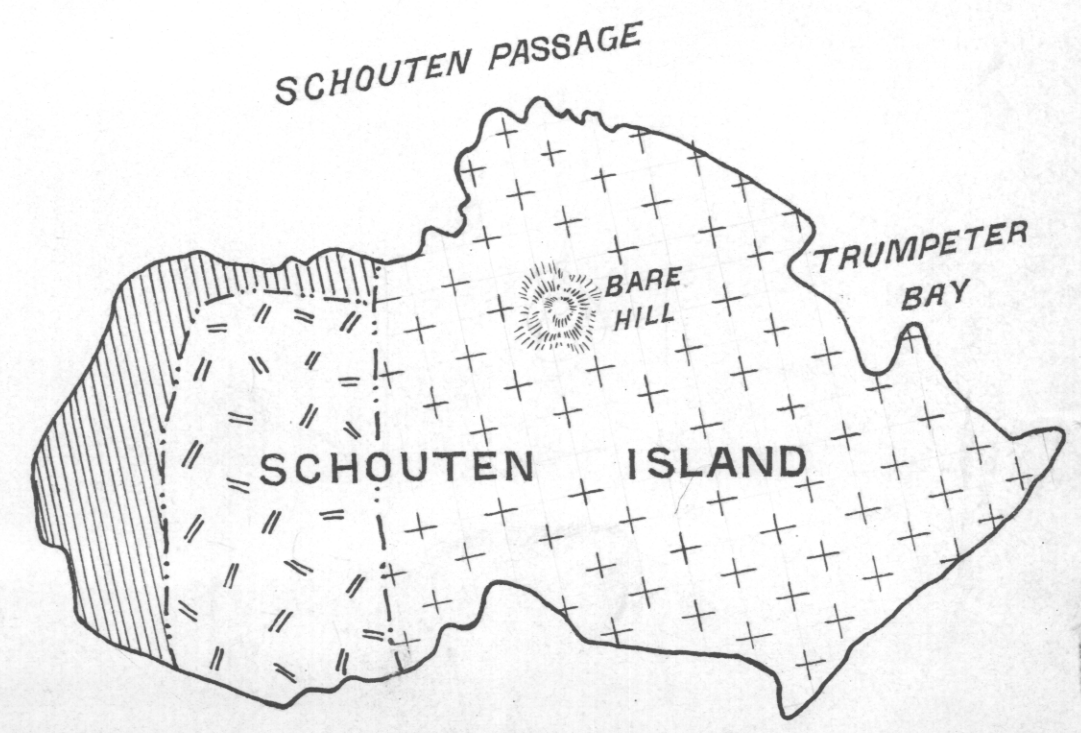 SCHOUTEN PASSAGE
TRUMPETER
BAY
BARE
HILL
SCHOUTEN ISLAND